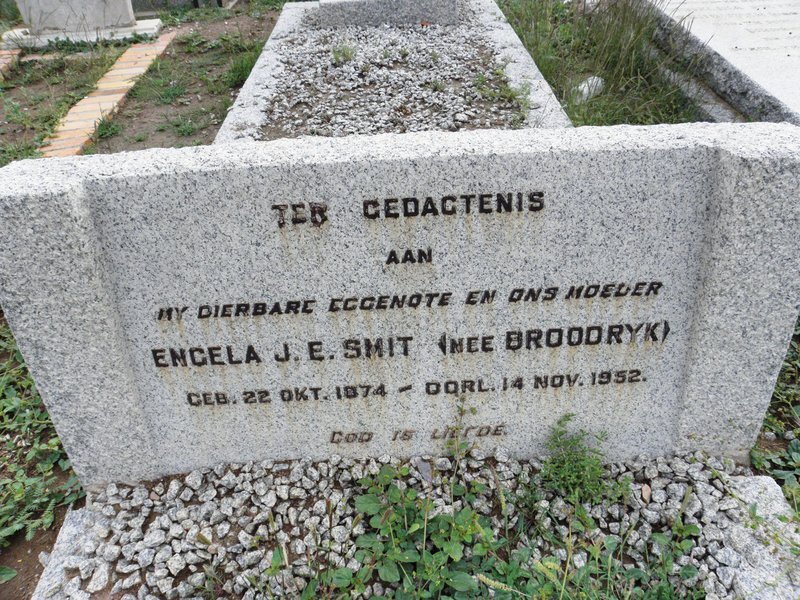 TER GEDACTENIS
AAN
MY DIERBARE EGGENOTE EN ONS MOEDER
ENGELA J. E. SMIT (NEE BROODRYK)
GEB. 22 OKT. 1874 – OORL. 14 NOV. 1952.
GOD IS LIEFDE.